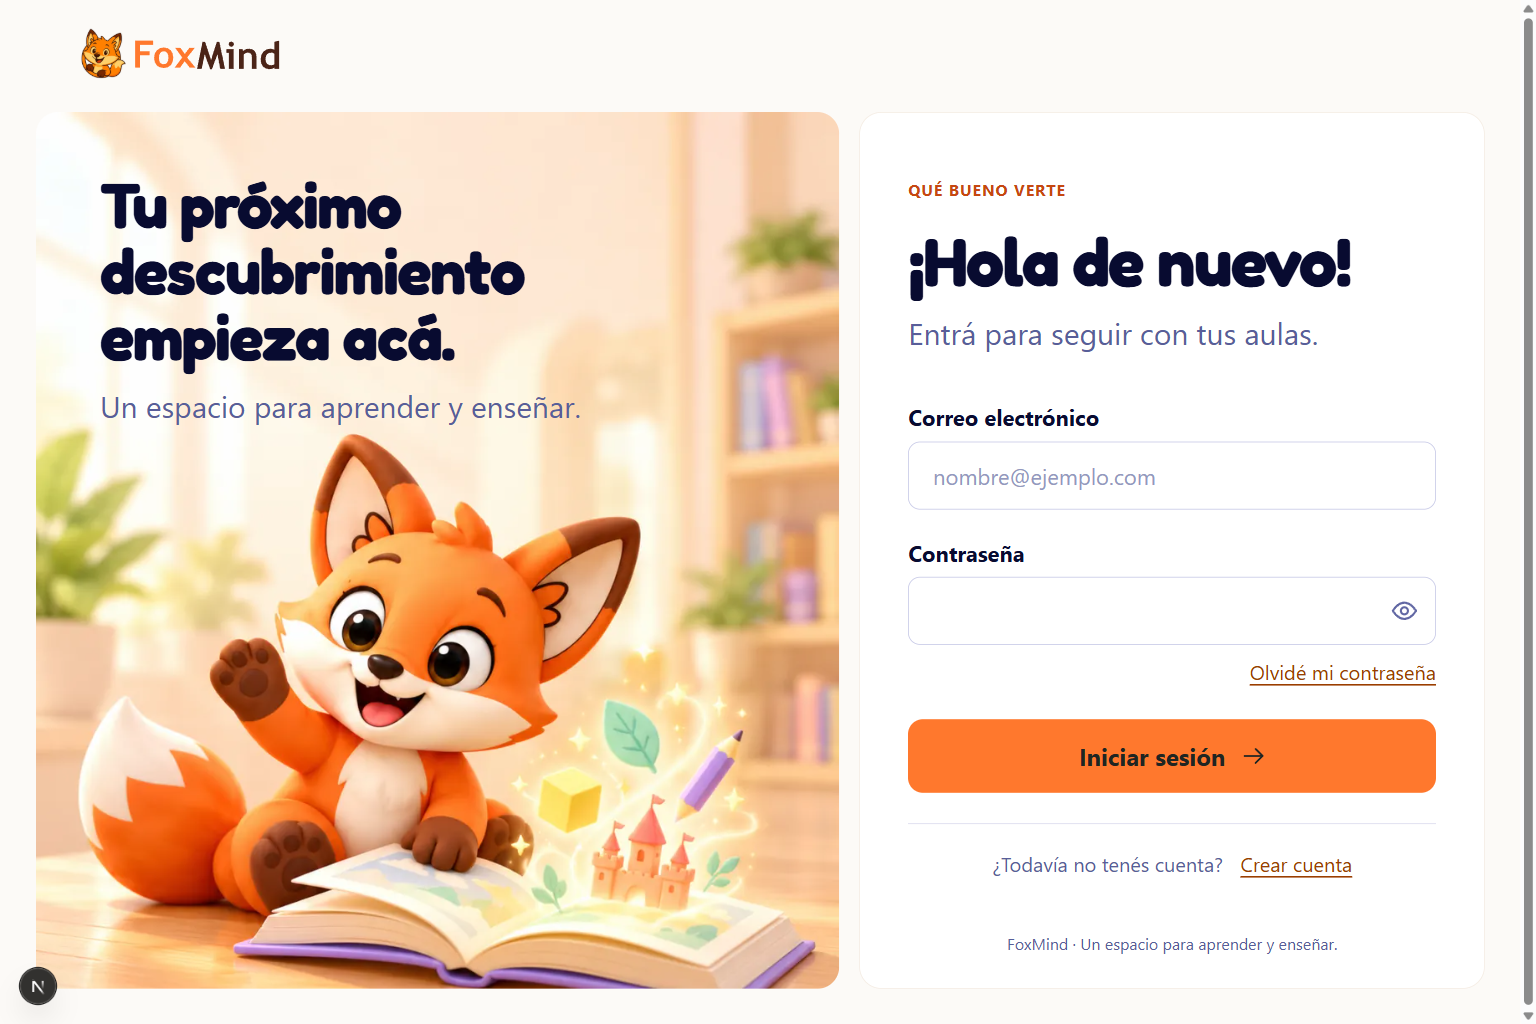 FoxMind
Tu próximo
descubrimiento
empieza acá.
Un espacio para aprender y enseñar.
QUÉ BUENO VERTE
¡Hola de nuevo!
Entrá para seguir con tus aulas.
Correo electrónico
nombre@ejemplo.com
Contraseña
Olvidé mi contraseña
Iniciar sesión →
¿Todavía no tenés cuenta? Crear cuenta
FoxMind · Un espacio para aprender y enseñar.
N